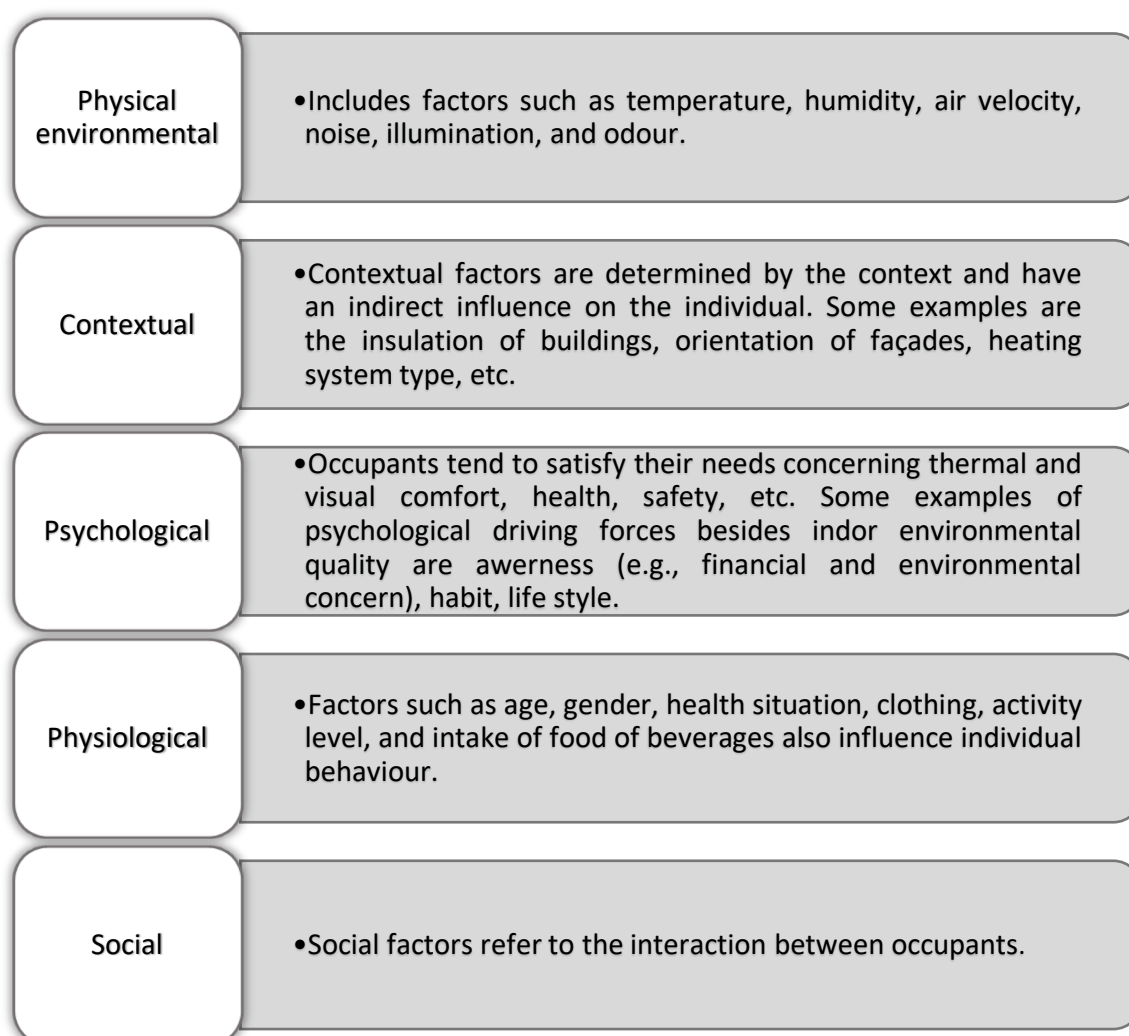 Physical
environmental
•Includes factors such as temperature, humidity, air velocity,
noise, illumination, and odour.
Contextual
•Contextual factors are determined by the context and have
an indirect influence on the individual. Some examples are
the insulation of buildings, orientation of façades, heating
system type, etc.
Psychological
•Occupants tend to satisfy their needs concerning thermal and
visual comfort, health, safety, etc. Some examples of
psychological driving forces besides indor environmental
quality are awerness (e.g., financial and environmental
concern), habit, life style.
Physiological
•Factors such as age, gender, health situation, clothing, activity
level, and intake of food of beverages also influence individual
behaviour.
Social
•Social factors refer to the interaction between occupants.